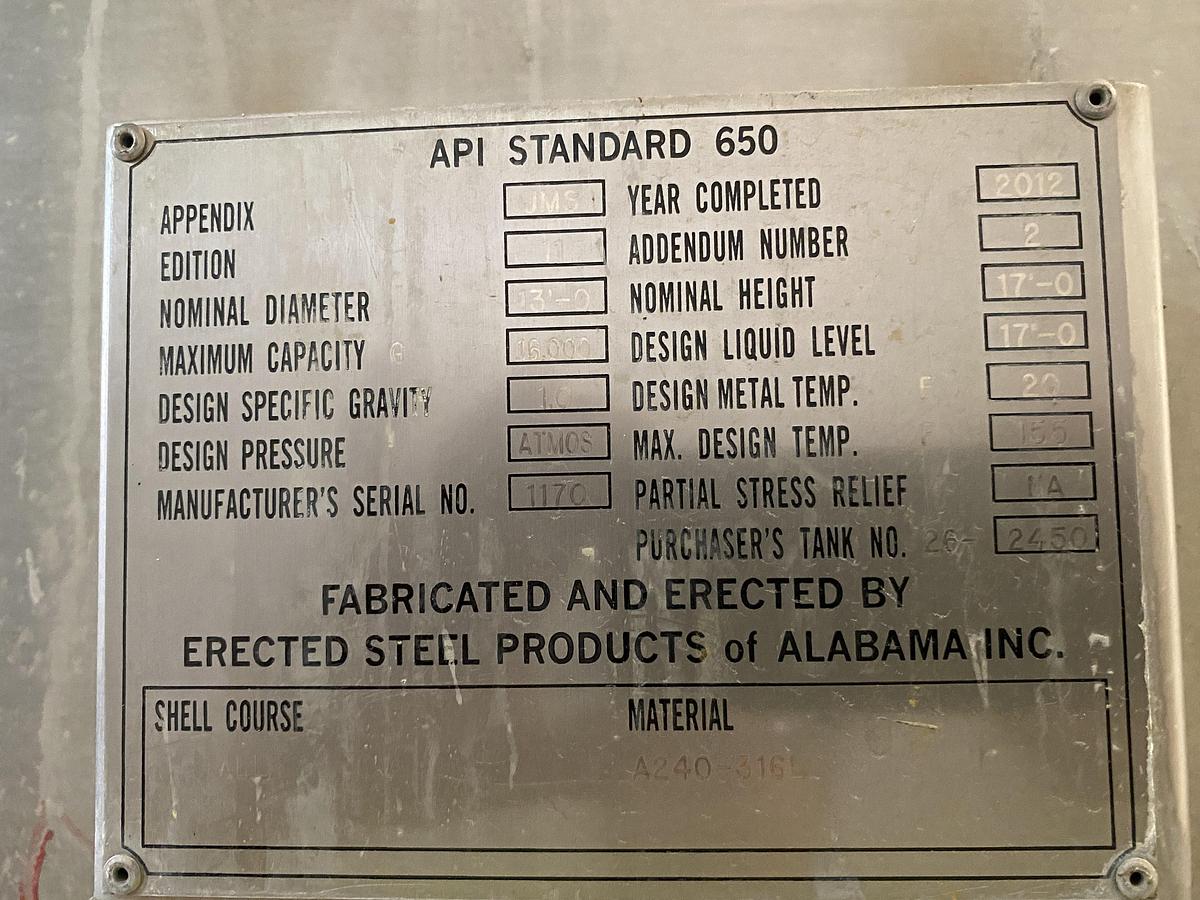 API STANDARD 650
APPENDIX JMS YEAR COMPLETED 2012
EDITION 11 ADDENDUM NUMBER 2
NOMINAL DIAMETER 13'-0 NOMINAL HEIGHT 17'-0
MAXIMUM CAPACITY G 16,000 DESIGN LIQUID LEVEL 17'-0
DESIGN SPECIFIC GRAVITY 1.0 DESIGN METAL TEMP. F 20
DESIGN PRESSURE ATMOS MAX. DESIGN TEMP. F 155
MANUFACTURER'S SERIAL NO. 1170 PARTIAL STRESS RELIEF
PURCHASER'S TANK NO. 26- 2450
FABRICATED AND ERECTED BY
ERECTED STEEL PRODUCTS of ALABAMA INC.
SHELL COURSE MATERIAL
ALL A240-316L